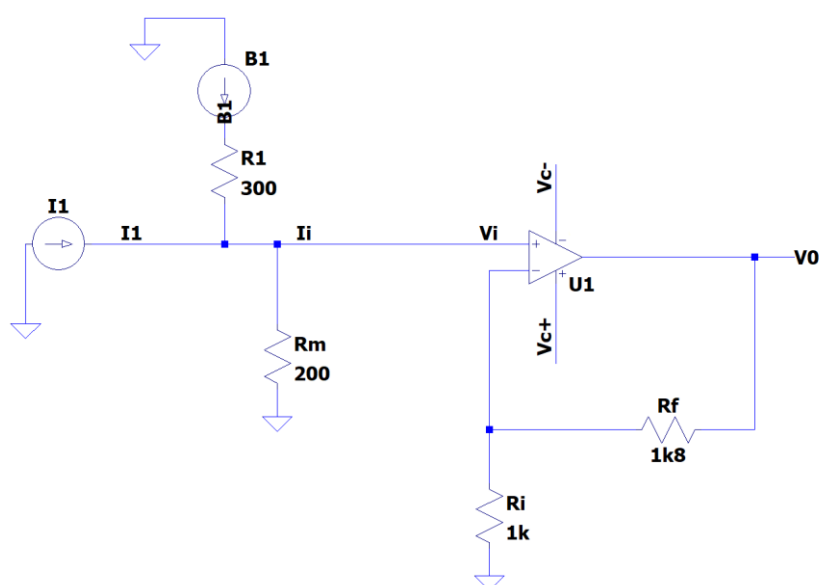 B1
B1
R1
300
I1
I1
Ii
Vi
Vc-
+
−
−
+
U1
V0
Vc+
Rm
200
Rf
1k8
Ri
1k